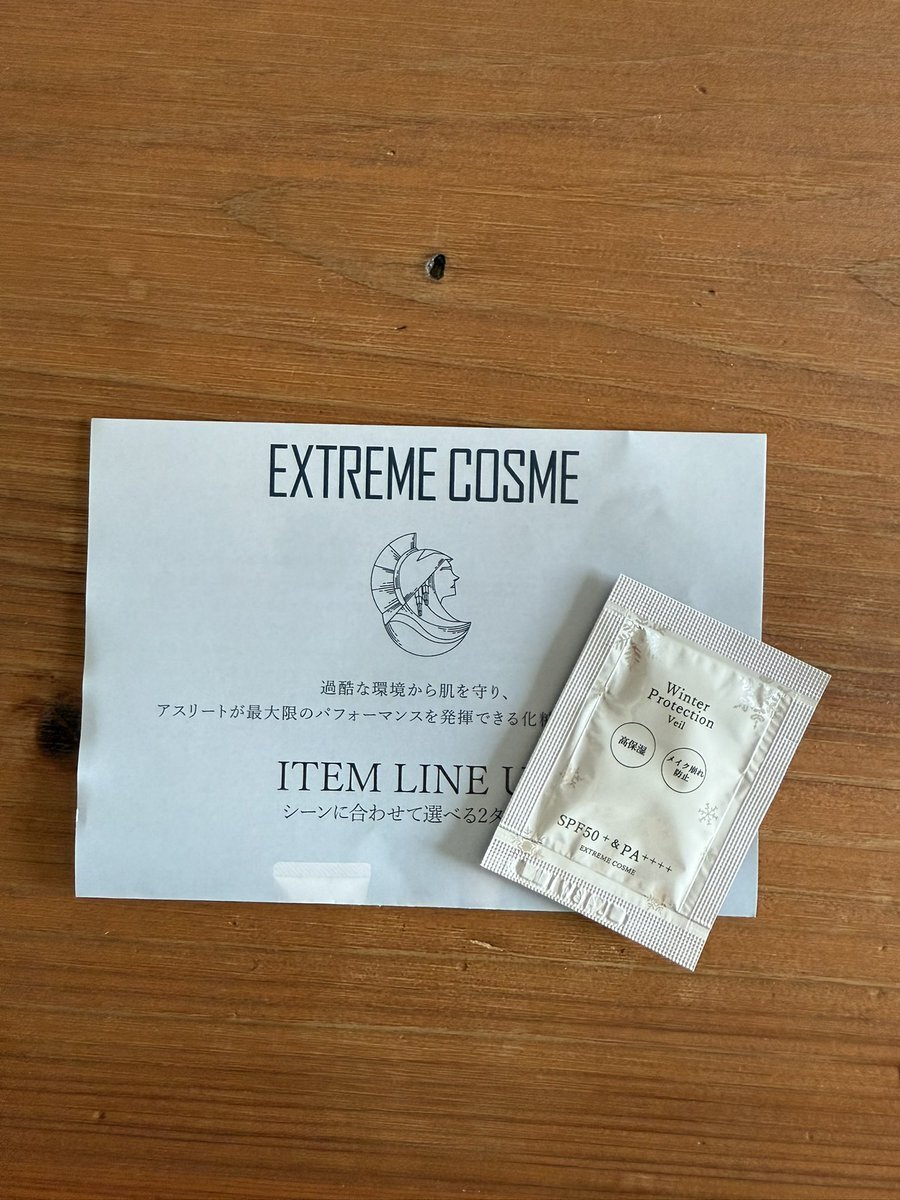 EXTREME COSME
過酷な環境から肌を守り、
アスリートが最大限のパフォーマンスを発揮できる化粧
ITEM LINE U
シーンに合わせて選べる2タ
Winter
Protection
Veil
高保湿
メイク崩れ
防止
SPF50+&PA++++
EXTREME COSME